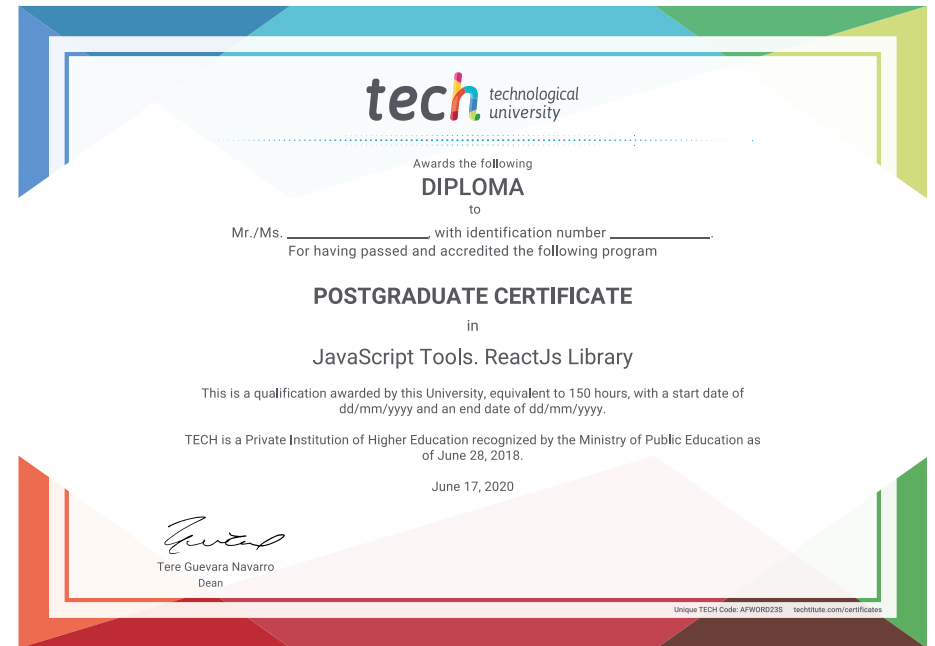 tech technological
university
Awards the following
DIPLOMA
to
Mr./Ms. ____________________, with identification number ______________.
For having passed and accredited the following program
POSTGRADUATE CERTIFICATE
in
JavaScript Tools. ReactJs Library
This is a qualification awarded by this University, equivalent to 150 hours, with a start date of
dd/mm/yyyy and an end date of dd/mm/yyyy.
TECH is a Private Institution of Higher Education recognized by the Ministry of Public Education as
of June 28, 2018.
June 17, 2020
Tere Guevara Navarro
Dean
Unique TECH Code: AFWORD23S techtitute.com/certificates